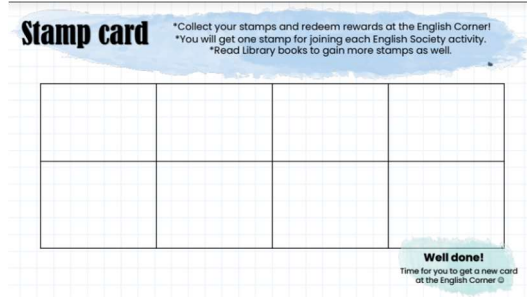 Stamp card
*Collect your stamps and redeem rewards at the English Corner!
*You will get one stamp for joining each English Society activity.
*Read Library books to gain more stamps as well.
Well done!
Time for you to get a new card
at the English Corner ☺